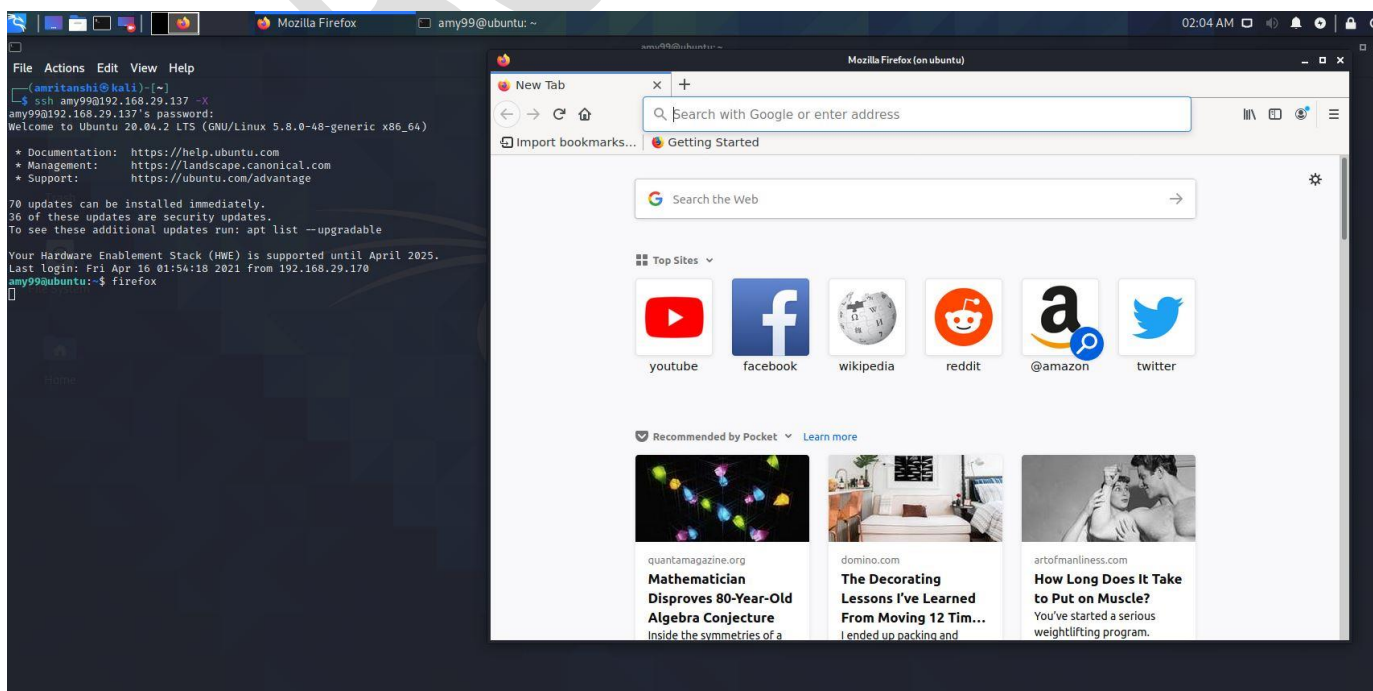 Mozilla Firefox
amy99@ubuntu: ~
02:04 AM
amy99@ubuntu: ~
File Actions Edit View Help
(amritanshi㉿kali)-[~]
$ ssh amy99@192.168.29.137 -X
amy99@192.168.29.137's password:
Welcome to Ubuntu 20.04.2 LTS (GNU/Linux 5.8.0-48-generic x86_64)
* Documentation: https://help.ubuntu.com
* Management: https://landscape.canonical.com
* Support: https://ubuntu.com/advantage
70 updates can be installed immediately.
36 of these updates are security updates.
To see these additional updates run: apt list --upgradable
Your Hardware Enablement Stack (HWE) is supported until April 2025.
Last login: Fri Apr 16 01:54:18 2021 from 192.168.29.170
amy99@ubuntu:~$ firefox
Home
Mozilla Firefox (on ubuntu)
New Tab
Search with Google or enter address
Import bookmarks...
Getting Started
Search the Web
Top Sites
youtube
facebook
wikipedia
reddit
@amazon
twitter
Recommended by Pocket
Learn more
quantamagazine.org
Mathematician
Disproves 80-Year-Old
Algebra Conjecture
Inside the symmetries of a
domino.com
The Decorating
Lessons I've Learned
From Moving 12 Tim...
I ended up packing and
artofmanliness.com
How Long Does It Take
to Put on Muscle?
You've started a serious
weightlifting program.